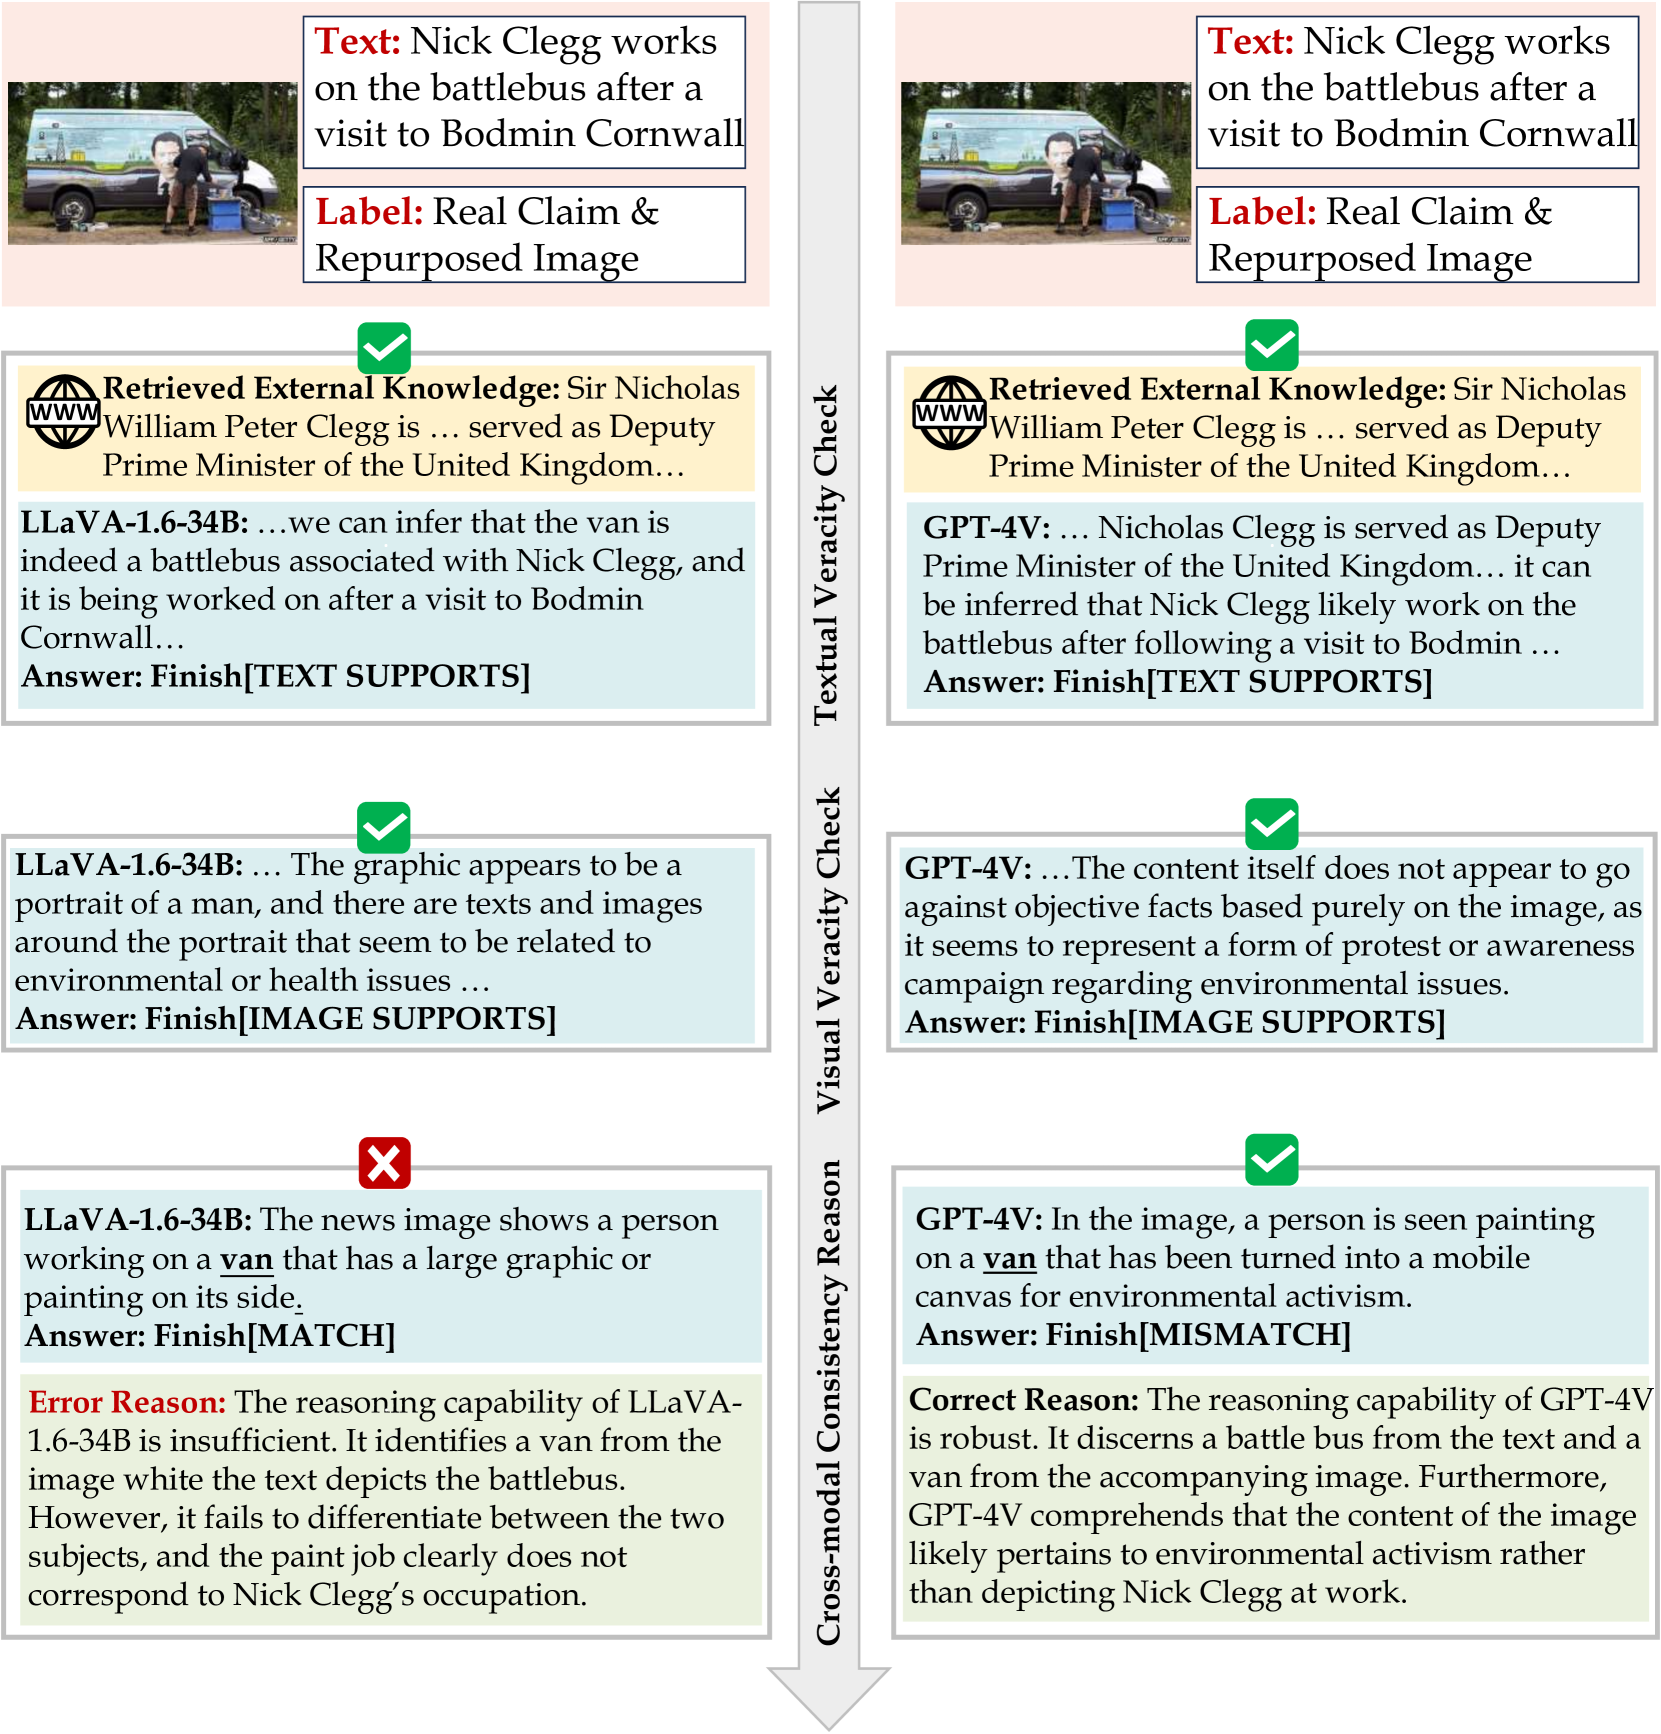 Text: Nick Clegg works
on the battlebus after a
visit to Bodmin Cornwall
Label: Real Claim &
Repurposed Image
Retrieved External Knowledge: Sir Nicholas
WWW
William Peter Clegg is … served as Deputy
Prime Minister of the United Kingdom…
LLaVA-1.6-34B: …we can infer that the van is
indeed a battlebus associated with Nick Clegg, and
it is being worked on after a visit to Bodmin
Cornwall…
Answer: Finish[TEXT SUPPORTS]
LLaVA-1.6-34B: … The graphic appears to be a
portrait of a man, and there are texts and images
around the portrait that seem to be related to
environmental or health issues …
Answer: Finish[IMAGE SUPPORTS]
LLaVA-1.6-34B: The news image shows a person
working on a van that has a large graphic or
painting on its side.
Answer: Finish[MATCH]
Error Reason: The reasoning capability of LLaVA-
1.6-34B is insufficient. It identifies a van from the
image white the text depicts the battlebus.
However, it fails to differentiate between the two
subjects, and the paint job clearly does not
correspond to Nick Clegg’s occupation.
Textual Veracity Check
Visual Veracity Check
Cross-modal Consistency Reason
Text: Nick Clegg works
on the battlebus after a
visit to Bodmin Cornwall
Label: Real Claim &
Repurposed Image
Retrieved External Knowledge: Sir Nicholas
WWW
William Peter Clegg is … served as Deputy
Prime Minister of the United Kingdom…
GPT-4V: … Nicholas Clegg is served as Deputy
Prime Minister of the United Kingdom… it can
be inferred that Nick Clegg likely work on the
battlebus after following a visit to Bodmin …
Answer: Finish[TEXT SUPPORTS]
GPT-4V: …The content itself does not appear to go
against objective facts based purely on the image, as
it seems to represent a form of protest or awareness
campaign regarding environmental issues.
Answer: Finish[IMAGE SUPPORTS]
GPT-4V: In the image, a person is seen painting
on a van that has been turned into a mobile
canvas for environmental activism.
Answer: Finish[MISMATCH]
Correct Reason: The reasoning capability of GPT-4V
is robust. It discerns a battle bus from the text and a
van from the accompanying image. Furthermore,
GPT-4V comprehends that the content of the image
likely pertains to environmental activism rather
than depicting Nick Clegg at work.